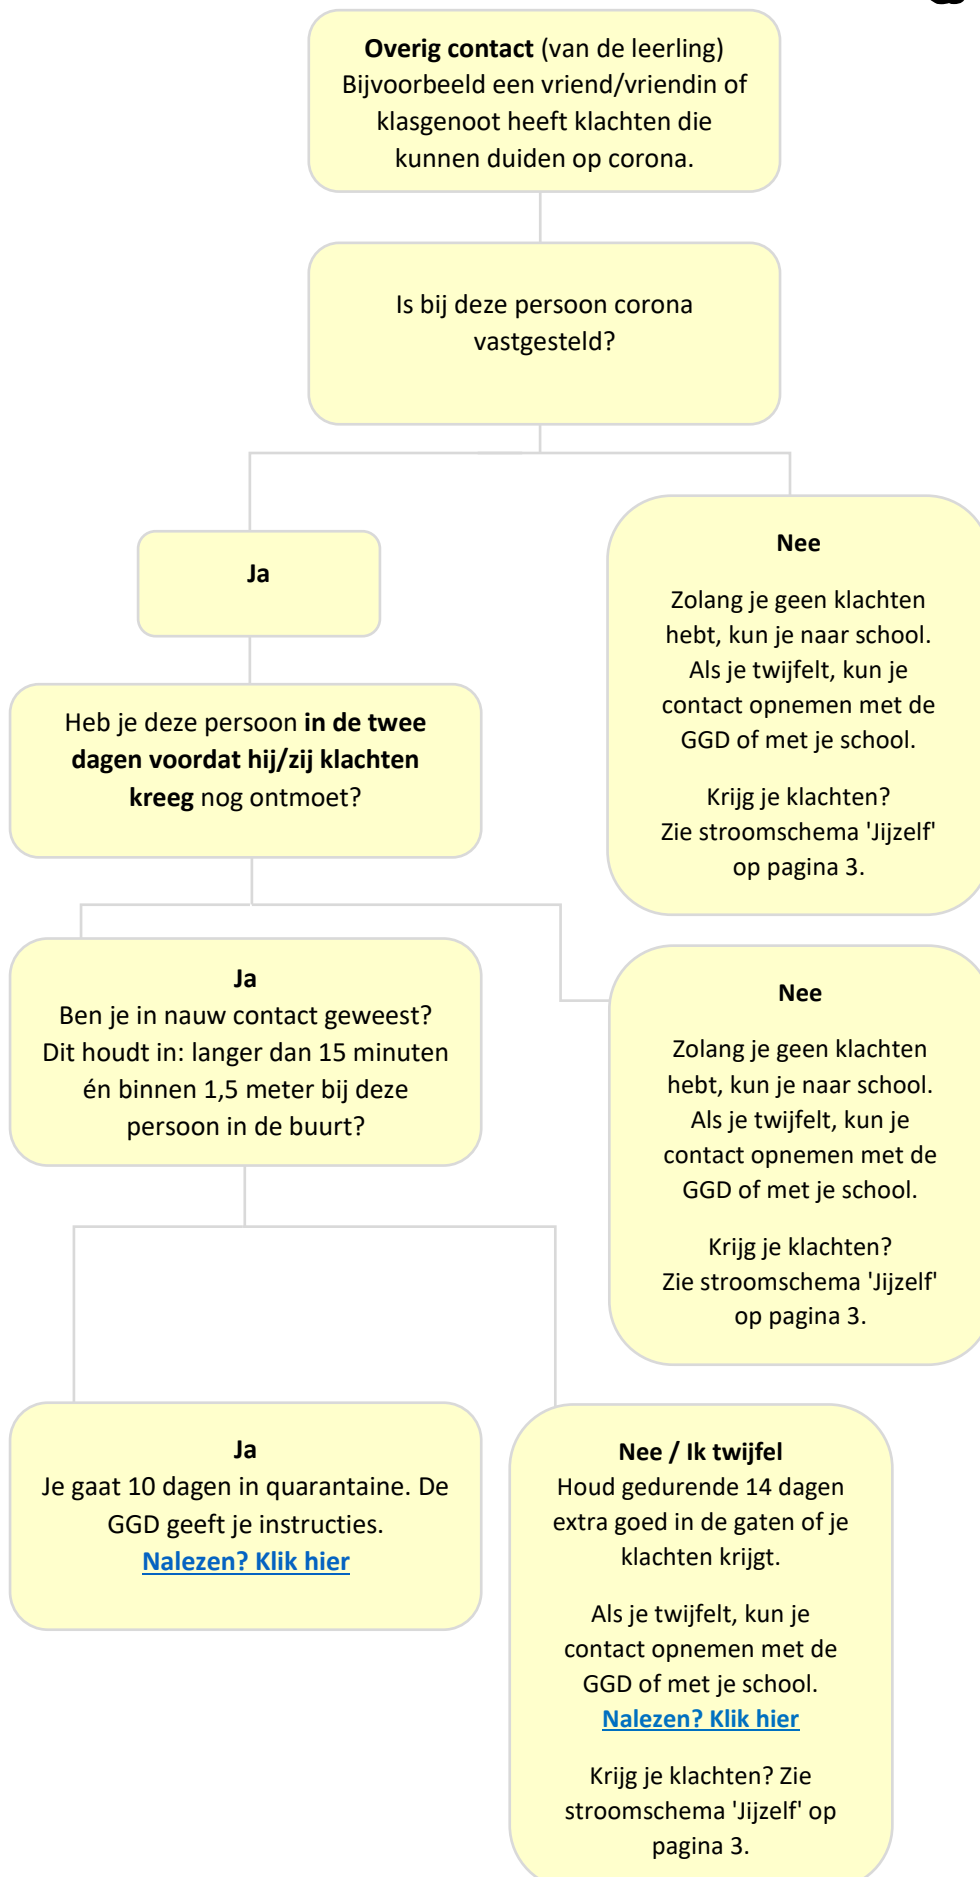 Overig contact (van de leerling)
Bijvoorbeeld een vriend/vriendin of
klasgenoot heeft klachten die
kunnen duiden op corona.
Is bij deze persoon corona
vastgesteld?
Ja
Nee
Zolang je geen klachten
hebt, kun je naar school.
Als je twijfelt, kun je
contact opnemen met de
GGD of met je school.
Krijg je klachten?
Zie stroomschema 'Jijzelf'
op pagina 3.
Heb je deze persoon in de twee
dagen voordat hij/zij klachten
kreeg nog ontmoet?
Ja
Ben je in nauw contact geweest?
Dit houdt in: langer dan 15 minuten
én binnen 1,5 meter bij deze
persoon in de buurt?
Nee
Zolang je geen klachten
hebt, kun je naar school.
Als je twijfelt, kun je
contact opnemen met de
GGD of met je school.
Krijg je klachten?
Zie stroomschema 'Jijzelf'
op pagina 3.
Ja
Je gaat 10 dagen in quarantaine. De
GGD geeft je instructies.
Nalezen? Klik hier
Nee / Ik twijfel
Houd gedurende 14 dagen
extra goed in de gaten of je
klachten krijgt.
Als je twijfelt, kun je
contact opnemen met de
GGD of met je school.
Nalezen? Klik hier
Krijg je klachten? Zie
stroomschema 'Jijzelf' op
pagina 3.